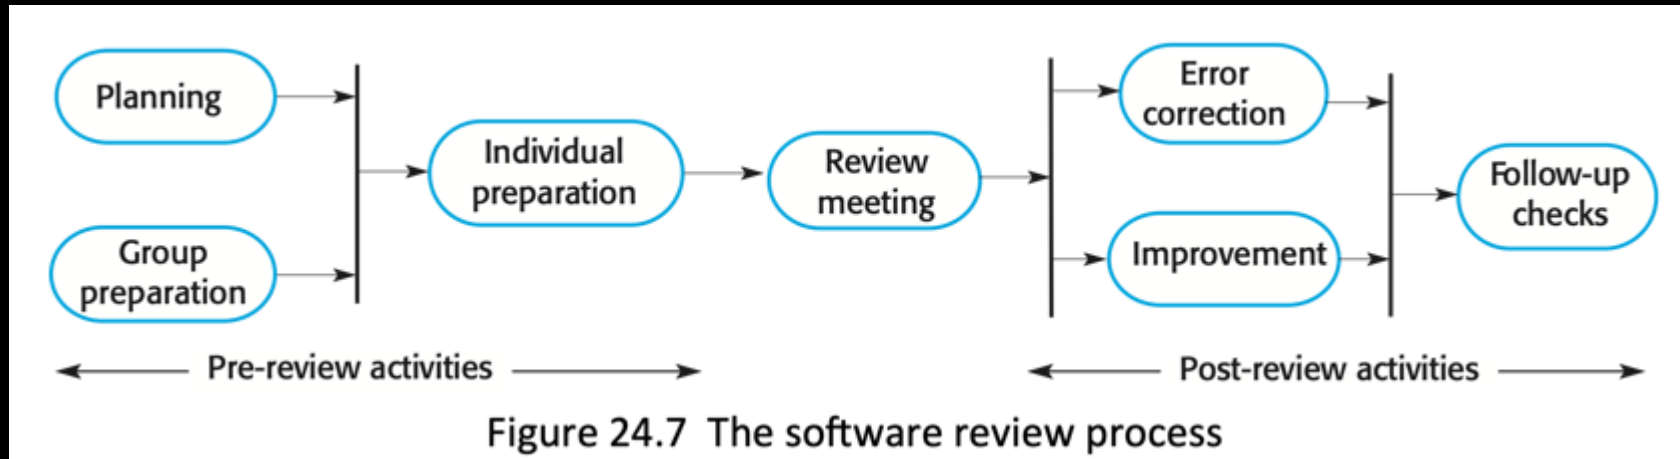 Planning
Group
preparation
Individual
preparation
Review
meeting
Error
correction
Improvement
Follow-up
checks
Pre-review activities
Post-review activities
Figure 24.7 The software review process